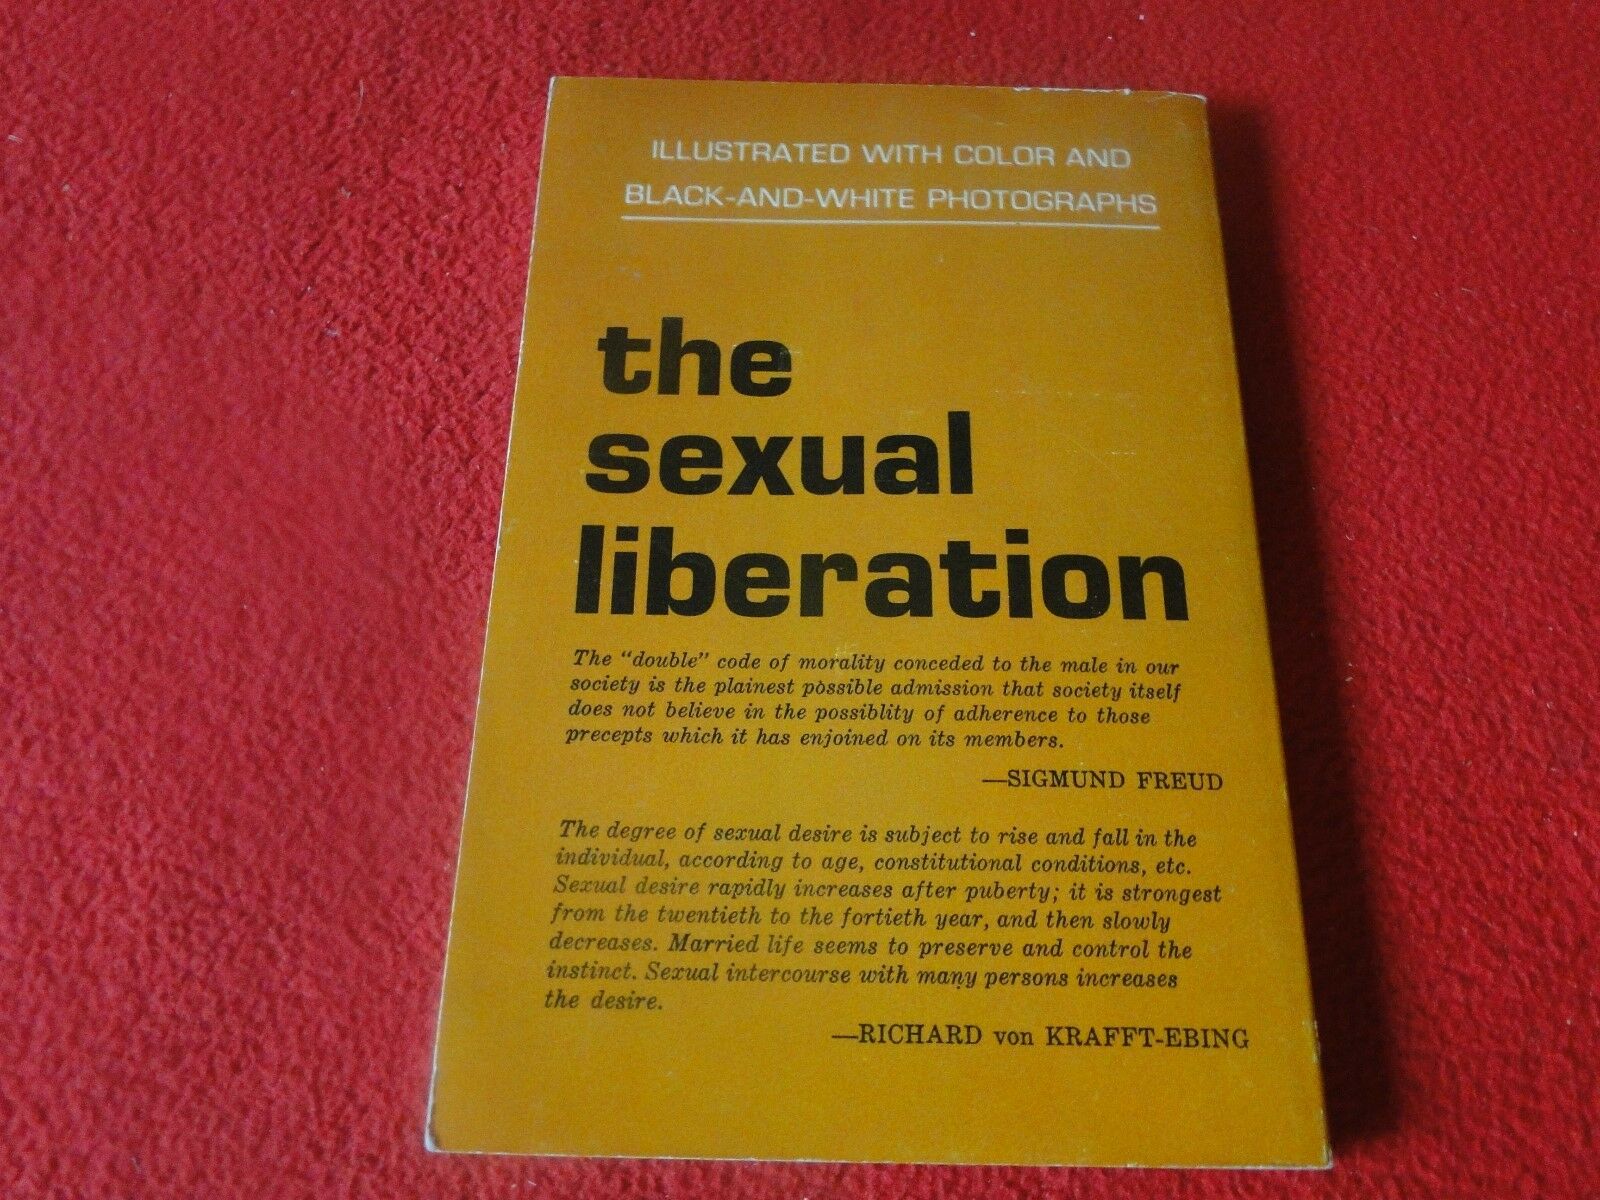 ILLUSTRATED WITH COLOR AND
BLACK-AND-WHITE PHOTOGRAPHS
the
sexual
liberation
The "double" code of morality conceded to the male in our
society is the plainest possible admission that society itself
does not believe in the possiblity of adherence to those
precepts which it has enjoined on its members.
—SIGMUND FREUD
The degree of sexual desire is subject to rise and fall in the
individual, according to age, constitutional conditions, etc.
Sexual desire rapidly increases after puberty; it is strongest
from the twentieth to the fortieth year, and then slowly
decreases. Married life seems to preserve and control the
instinct. Sexual intercourse with many persons increases
the desire.
—RICHARD von KRAFFT-EBING